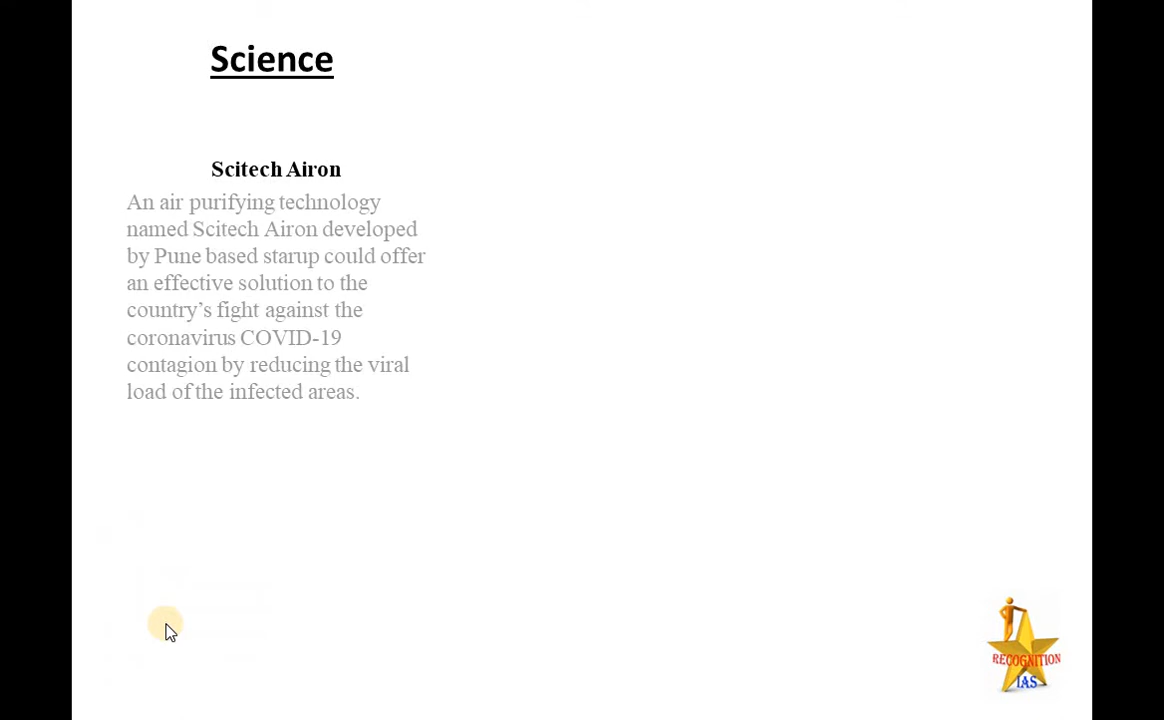 Science
Scitech Airon
An air purifying technology
named Scitech Airon developed
by Pune based starup could offer
an effective solution to the
country’s fight against the
coronavirus COVID-19
contagion by reducing the viral
load of the infected areas.
RECOGNITION
IAS